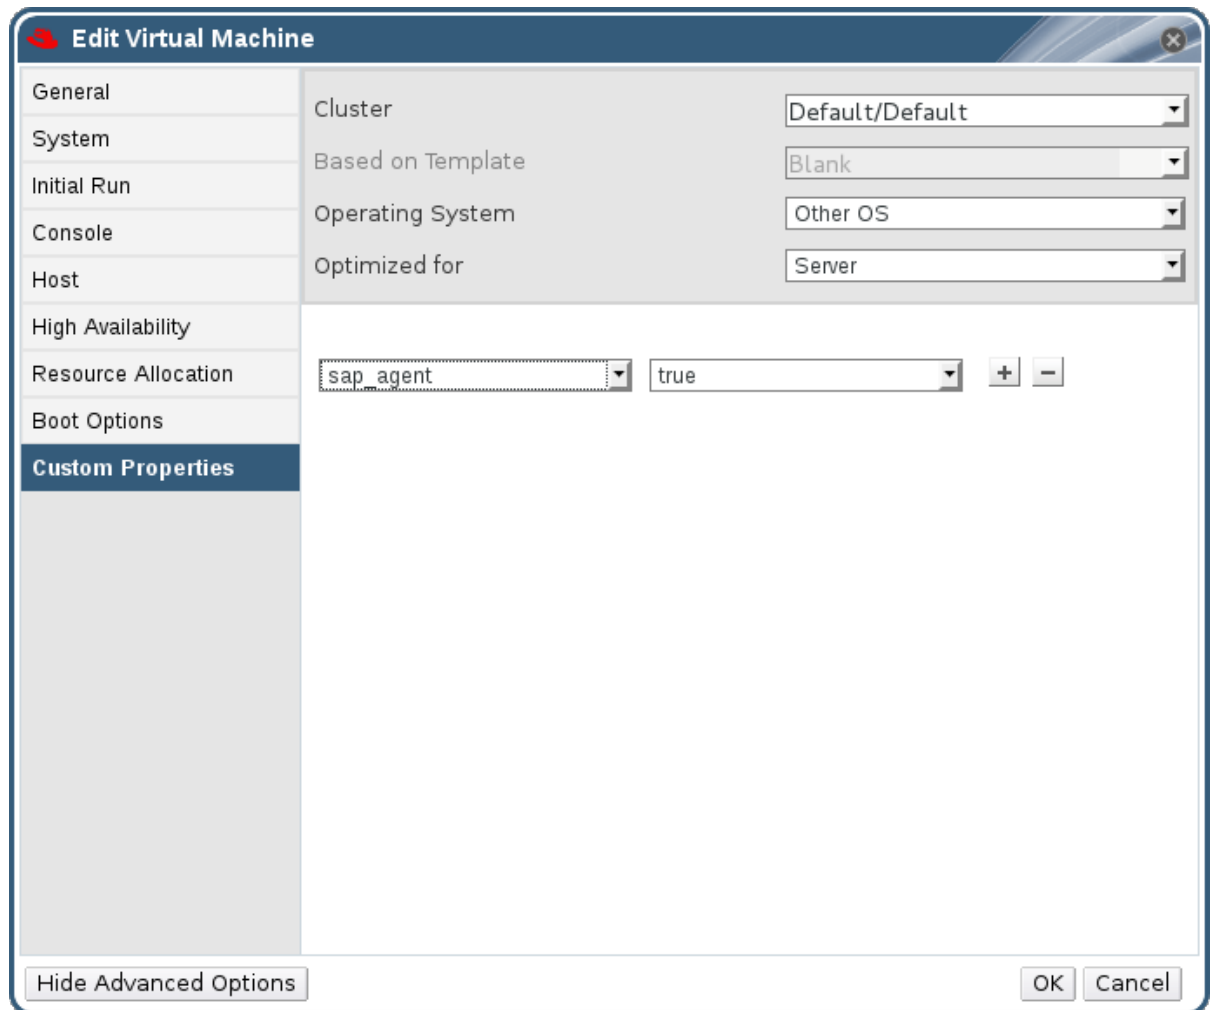 Edit Virtual Machine
General
System
Initial Run
Console
Host
High Availability
Resource Allocation
Boot Options
Custom Properties
Cluster Default/Default
Based on Template Blank
Operating System Other OS
Optimized for Server
sap_agent true + −
Hide Advanced Options OK Cancel